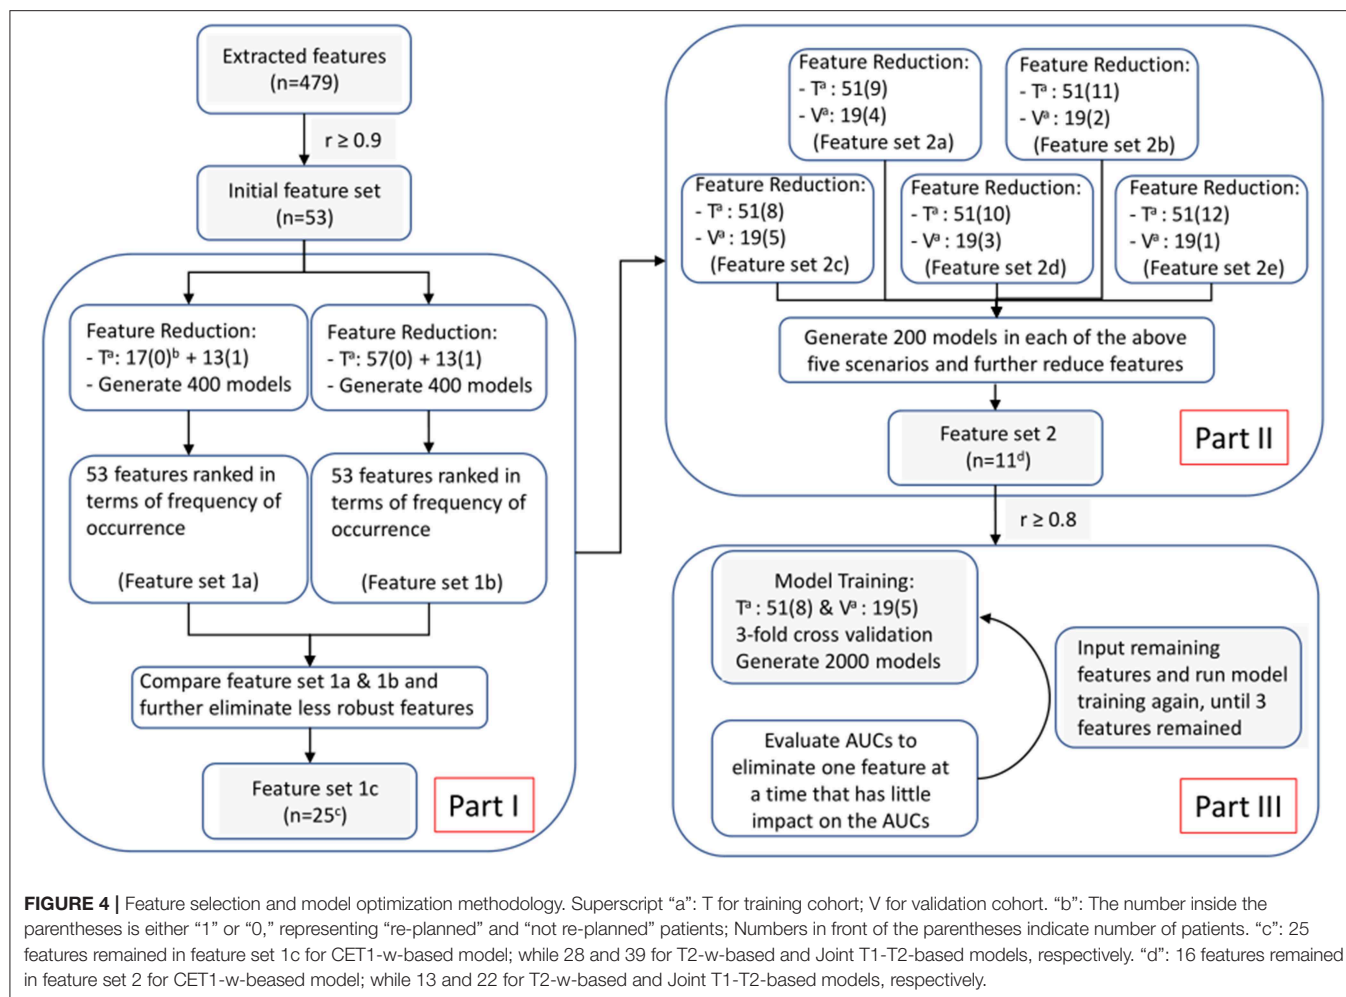 Extracted features
(n=479)
r ≥ 0.9
Initial feature set
(n=53)
Feature Reduction:
- Tᵃ: 17(0)ᵇ + 13(1)
- Generate 400 models
Feature Reduction:
- Tᵃ: 57(0) + 13(1)
- Generate 400 models
53 features ranked in
terms of frequency of
occurrence
(Feature set 1a)
53 features ranked in
terms of frequency of
occurrence
(Feature set 1b)
Compare feature set 1a & 1b and
further eliminate less robust features
Feature set 1c
(n=25ᶜ)
Part I
Feature Reduction:
- Tᵃ : 51(9)
- Vᵃ : 19(4)
(Feature set 2a)
Feature Reduction:
- Tᵃ : 51(11)
- Vᵃ : 19(2)
(Feature set 2b)
Feature Reduction:
- Tᵃ : 51(8)
- Vᵃ : 19(5)
(Feature set 2c)
Feature Reduction:
- Tᵃ : 51(10)
- Vᵃ : 19(3)
(Feature set 2d)
Feature Reduction:
- Tᵃ : 51(12)
- Vᵃ : 19(1)
(Feature set 2e)
Generate 200 models in each of the above
five scenarios and further reduce features
Feature set 2
(n=11ᵈ)
Part II
r ≥ 0.8
Model Training:
Tᵃ : 51(8) & Vᵃ : 19(5)
3-fold cross validation
Generate 2000 models
Input remaining
features and run model
training again, until 3
features remained
Evaluate AUCs to
eliminate one feature at
a time that has little
impact on the AUCs
Part III
FIGURE 4 | Feature selection and model optimization methodology. Superscript “a”: T for training cohort; V for validation cohort. “b”: The number inside the
parentheses is either “1” or “0,” representing “re-planned” and “not re-planned” patients; Numbers in front of the parentheses indicate number of patients. “c”: 25
features remained in feature set 1c for CET1-w-based model; while 28 and 39 for T2-w-based and Joint T1-T2-based models, respectively. “d”: 16 features remained
in feature set 2 for CET1-w-beased model; while 13 and 22 for T2-w-based and Joint T1-T2-based models, respectively.